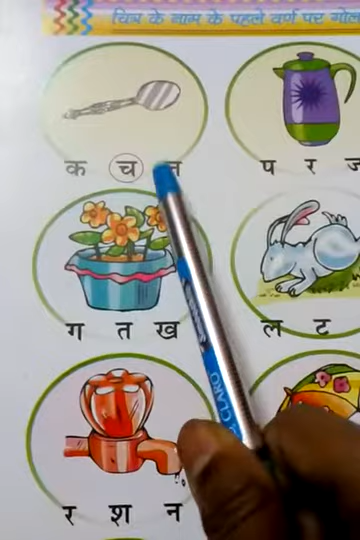 चित्र के नाम के पहले वर्ण पर गोल
क च
प र ज
ग त ख
ल ट
र श न
CLARO